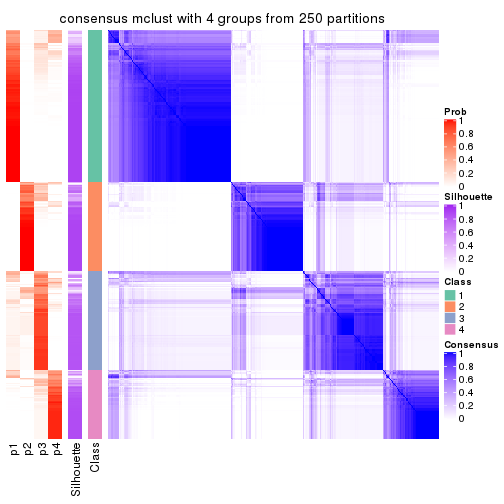 consensus mclust with 4 groups from 250 partitions
Prob
1
0.8
0.6
0.4
0.2
0
Silhouette
1
0.8
0.6
0.4
0.2
0
Class
1
2
3
4
Consensus
1
0.8
0.6
0.4
0.2
0
p1
p2
p3
p4
Silhouette
Class